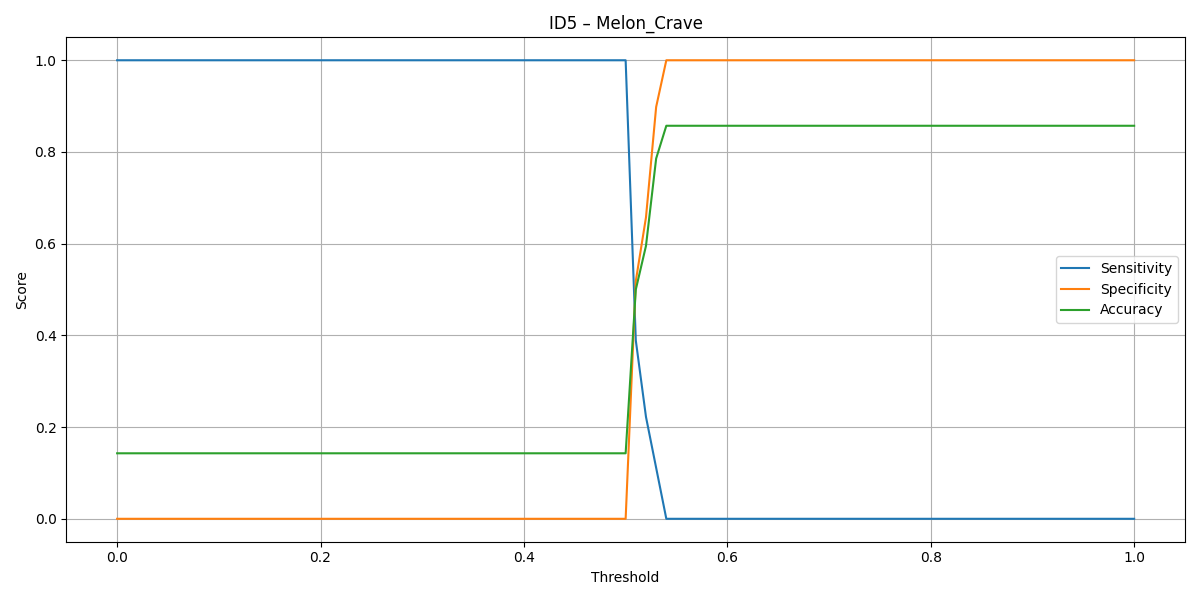 ID5 – Melon_Crave
1.0
0.8
0.6
0.4
0.2
0.0
Score
Sensitivity
Specificity
Accuracy
0.0 0.2 0.4 0.6 0.8 1.0
Threshold